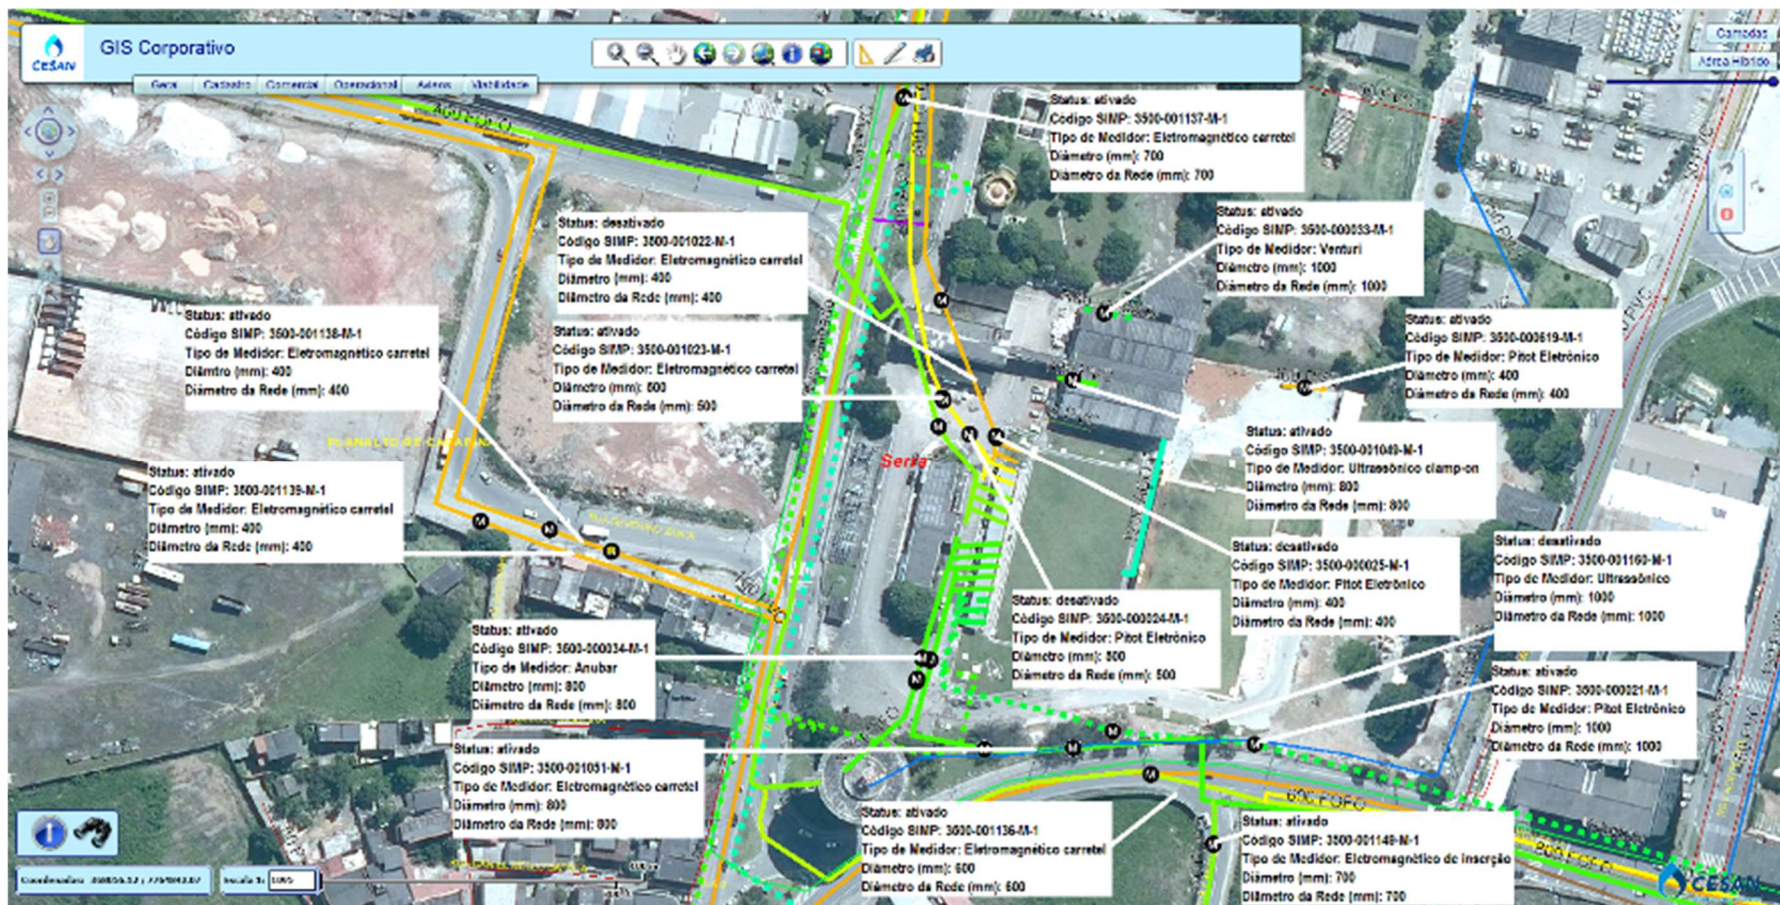 GIS Corporativo
CESAN
Geral Cadastro Comercial Operacional Avisos Viabilidade
Camadas
Aérea Híbrido
Status: ativado
Código SIMP: 3500-001137-M-1
Tipo de Medidor: Eletromagnético carretel
Diâmetro (mm): 700
Diâmetro da Rede (mm): 700
Status: desativado
Código SIMP: 3500-001022-M-1
Tipo de Medidor: Eletromagnético carretel
Diâmetro (mm): 400
Diâmetro da Rede (mm): 400
Status: ativado
Código SIMP: 3500-000033-M-1
Tipo de Medidor: Venturi
Diâmetro (mm): 1000
Diâmetro da Rede (mm): 1000
Status: ativado
Código SIMP: 3500-001138-M-1
Tipo de Medidor: Eletromagnético carretel
Diâmtro (mm): 400
Diâmetro da Rede (mm): 400
Status: ativado
Código SIMP: 3500-001023-M-1
Tipo de Medidor: Eletromagnético carretel
Diâmetro (mm): 500
Diâmetro da Rede (mm): 500
Status: ativado
Código SIMP: 3500-000619-M-1
Tipo de Medidor: Pitot Eletrônico
Diâmetro (mm): 400
Diâmetro da Rede (mm): 400
Status: ativado
Código SIMP: 3500-001049-M-1
Tipo de Medidor: Ultrassônico clamp-on
Diâmetro (mm): 800
Diâmetro da Rede (mm): 800
Serra
Status: ativado
Código SIMP: 3500-001139-M-1
Tipo de Medidor: Eletromagnético carretel
Diâmetro (mm): 400
Diâmetro da Rede (mm): 400
Status: desativado
Código SIMP: 3500-000025-M-1
Tipo de Medidor: Pitot Eletrônico
Diâmetro (mm): 400
Diâmetro da Rede (mm): 400
Status: desativado
Código SIMP: 3500-001160-M-1
Tipo de Medidor: Ultrassônico
Diâmetro (mm): 1000
Diâmetro da Rede (mm): 1000
Status: desativado
Código SIMP: 3500-000024-M-1
Tipo de Medidor: Pitot Eletrônico
Diâmetro (mm): 500
Diâmetro da Rede (mm): 500
Status: ativado
Código SIMP: 3500-000034-M-1
Tipo de Medidor: Anubar
Diâmetro (mm): 800
Diâmetro da Rede (mm): 800
Status: ativado
Código SIMP: 3500-000021-M-1
Tipo de Medidor: Pitot Eletrônico
Diâmetro (mm): 1000
Diâmetro da Rede (mm): 1000
Status: ativado
Código SIMP: 3500-001051-M-1
Tipo de Medidor: Eletromagnético carretel
Diâmetro (mm): 800
Diâmetro da Rede (mm): 800
Status: ativado
Código SIMP: 3500-001136-M-1
Tipo de Medidor: Eletromagnético carretel
Diâmetro (mm): 600
Diâmetro da Rede (mm): 600
Status: ativado
Código SIMP: 3500-001149-M-1
Tipo de Medidor: Eletromagnético de inserção
Diâmetro (mm): 700
Diâmetro da Rede (mm): 700
Coordenadas:
Escala 1:
CESAN